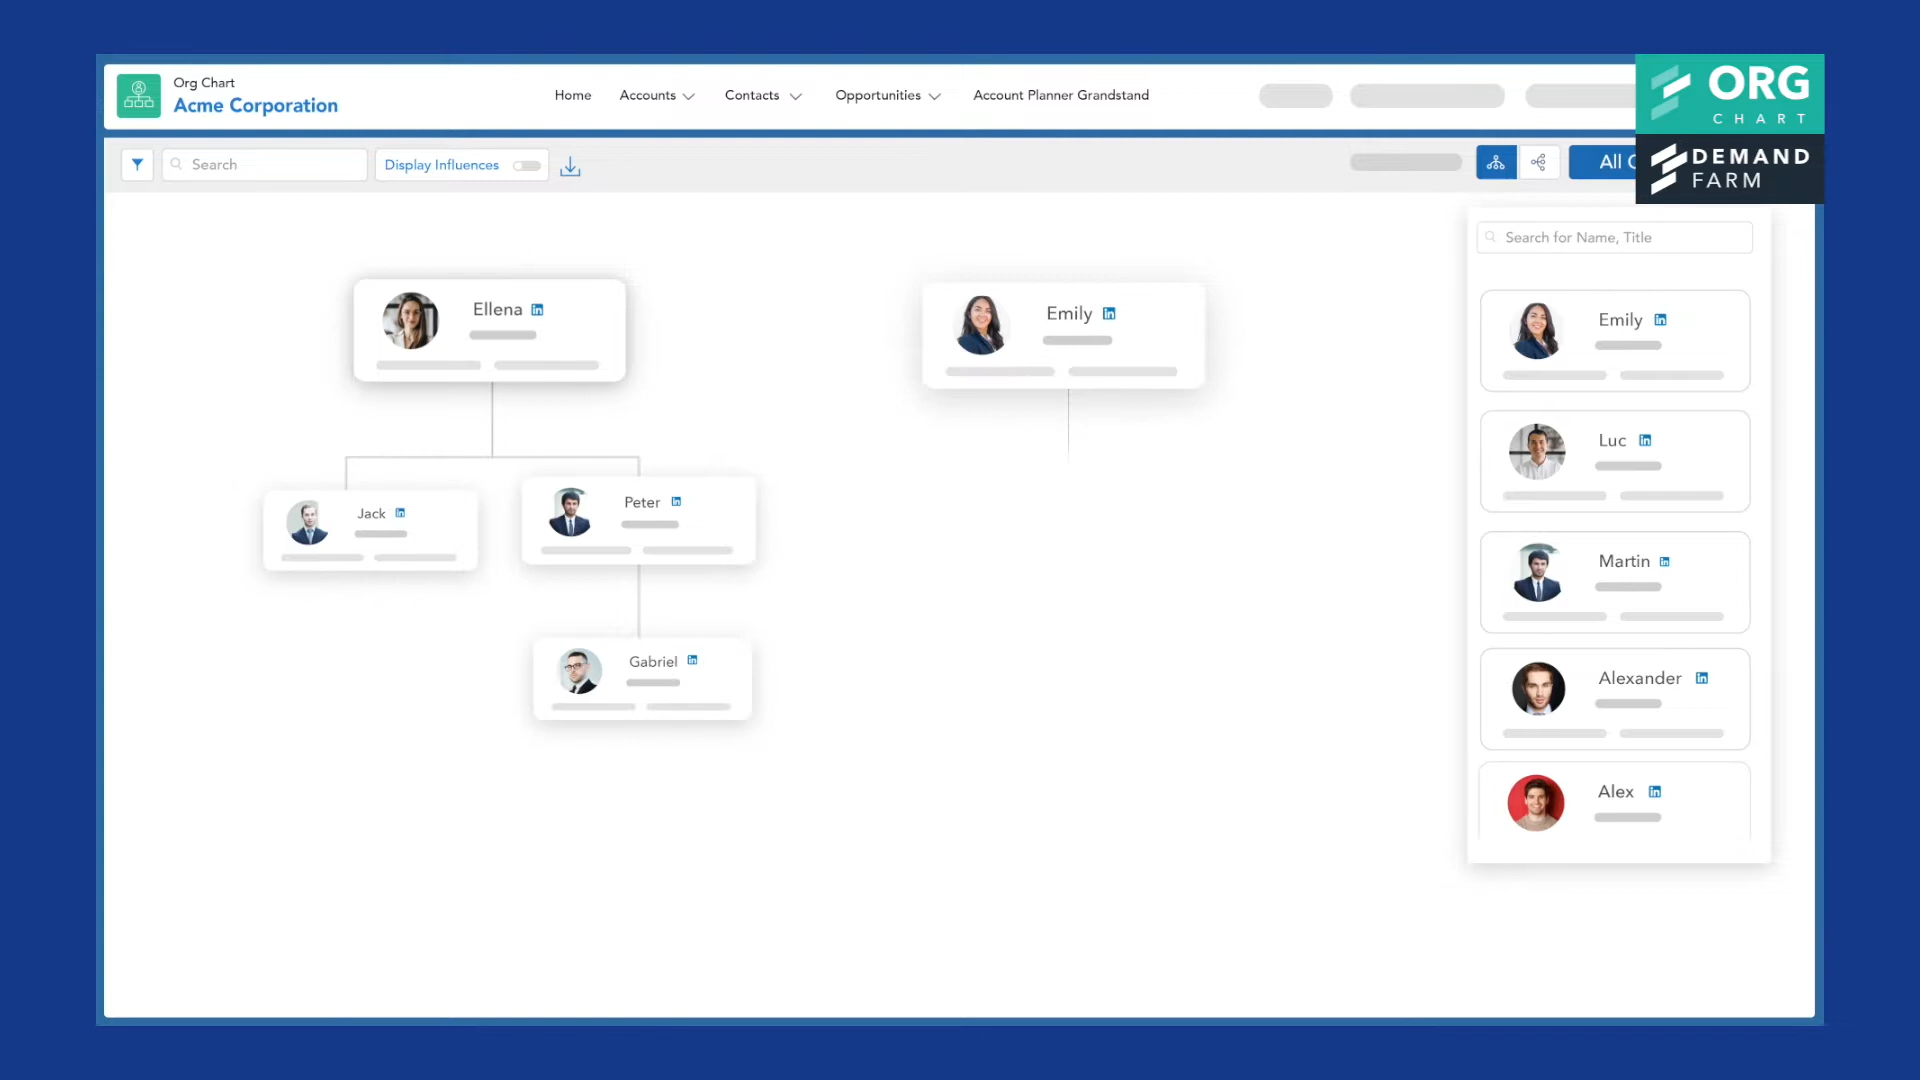 Org Chart
Acme Corporation
Home
Accounts
Contacts
Opportunities
Account Planner Grandstand
ORG
CHART
DEMAND
FARM
Search
Display Influences
All
Search for Name, Title
Ellena
Emily
Jack
Peter
Gabriel
Emily
Luc
Martin
Alexander
Alex